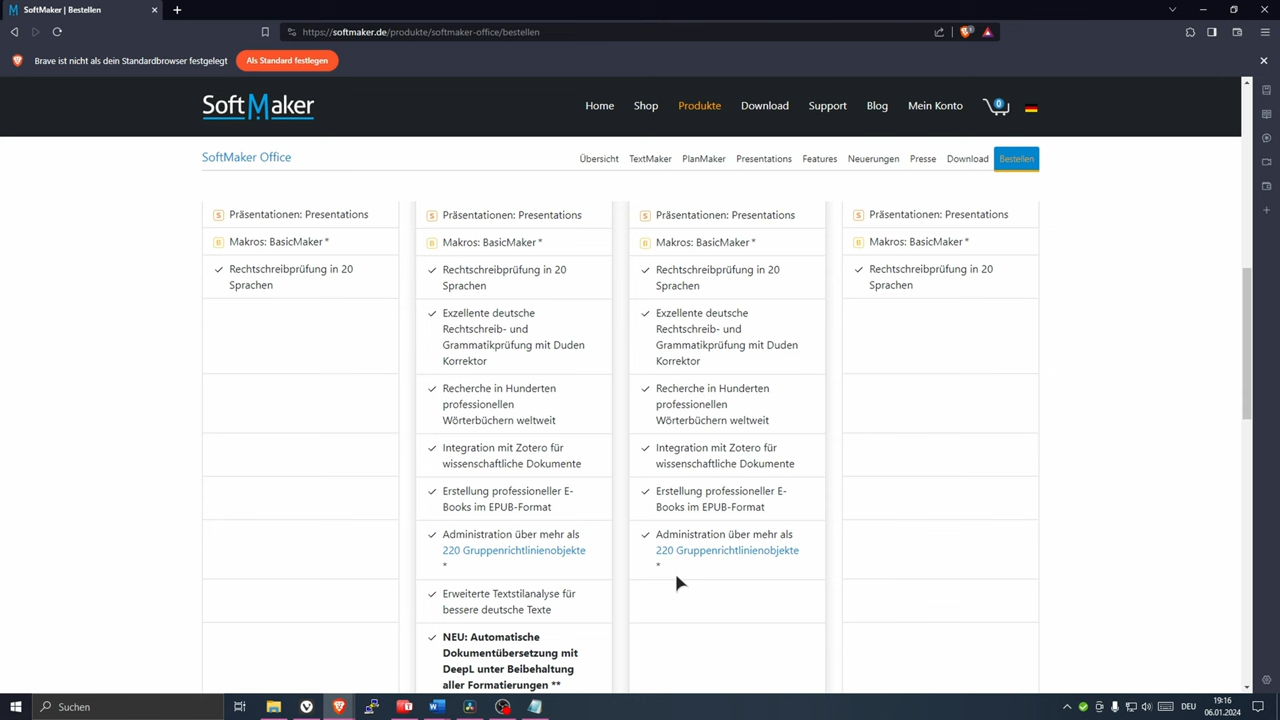 SoftMaker | Bestellen
https://softmaker.de/produkte/softmaker-office/bestellen
Brave ist nicht als dein Standardbrowser festgelegt
Als Standard festlegen
SoftMaker
Home
Shop
Produkte
Download
Support
Blog
Mein Konto
0
SoftMaker Office
Übersicht
TextMaker
PlanMaker
Presentations
Features
Neuerungen
Presse
Download
Bestellen
Präsentationen: Presentations
Makros: BasicMaker *
Rechtschreibprüfung in 20
Sprachen
Präsentationen: Presentations
Makros: BasicMaker *
Rechtschreibprüfung in 20
Sprachen
Exzellente deutsche
Rechtschreib- und
Grammatikprüfung mit Duden
Korrektor
Recherche in Hunderten
professionellen
Wörterbüchern weltweit
Integration mit Zotero für
wissenschaftliche Dokumente
Erstellung professioneller E-
Books im EPUB-Format
Administration über mehr als
220 Gruppenrichtlinienobjekte
*
Erweiterte Textstilanalyse für
bessere deutsche Texte
NEU: Automatische
Dokumentübersetzung mit
DeepL unter Beibehaltung
aller Formatierungen **
Präsentationen: Presentations
Makros: BasicMaker *
Rechtschreibprüfung in 20
Sprachen
Exzellente deutsche
Rechtschreib- und
Grammatikprüfung mit Duden
Korrektor
Recherche in Hunderten
professionellen
Wörterbüchern weltweit
Integration mit Zotero für
wissenschaftliche Dokumente
Erstellung professioneller E-
Books im EPUB-Format
Administration über mehr als
220 Gruppenrichtlinienobjekte
*
Präsentationen: Presentations
Makros: BasicMaker *
Rechtschreibprüfung in 20
Sprachen
Suchen
DEU
19:16
06.01.2024